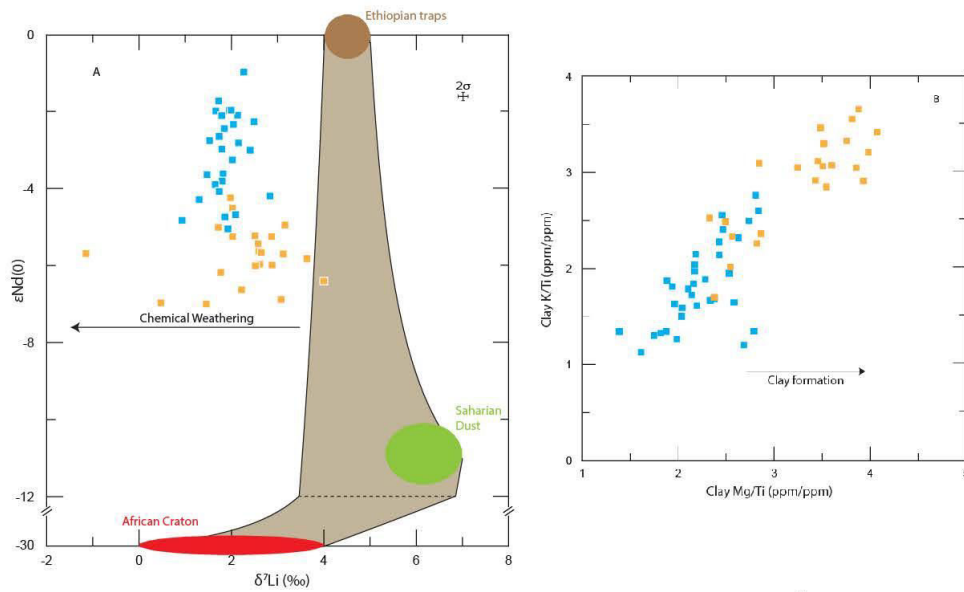 Ethiopian traps
0
A
2σ
-4
εNd(0)
Chemical Weathering
-8
Saharian
Dust
-12
African Craton
-30
-2
0
2
4
6
8
δ⁷Li (‰)
4
B
3
Clay K/Ti (ppm/ppm)
2
1
Clay formation
0
1
2
3
4
5
Clay Mg/Ti (ppm/ppm)